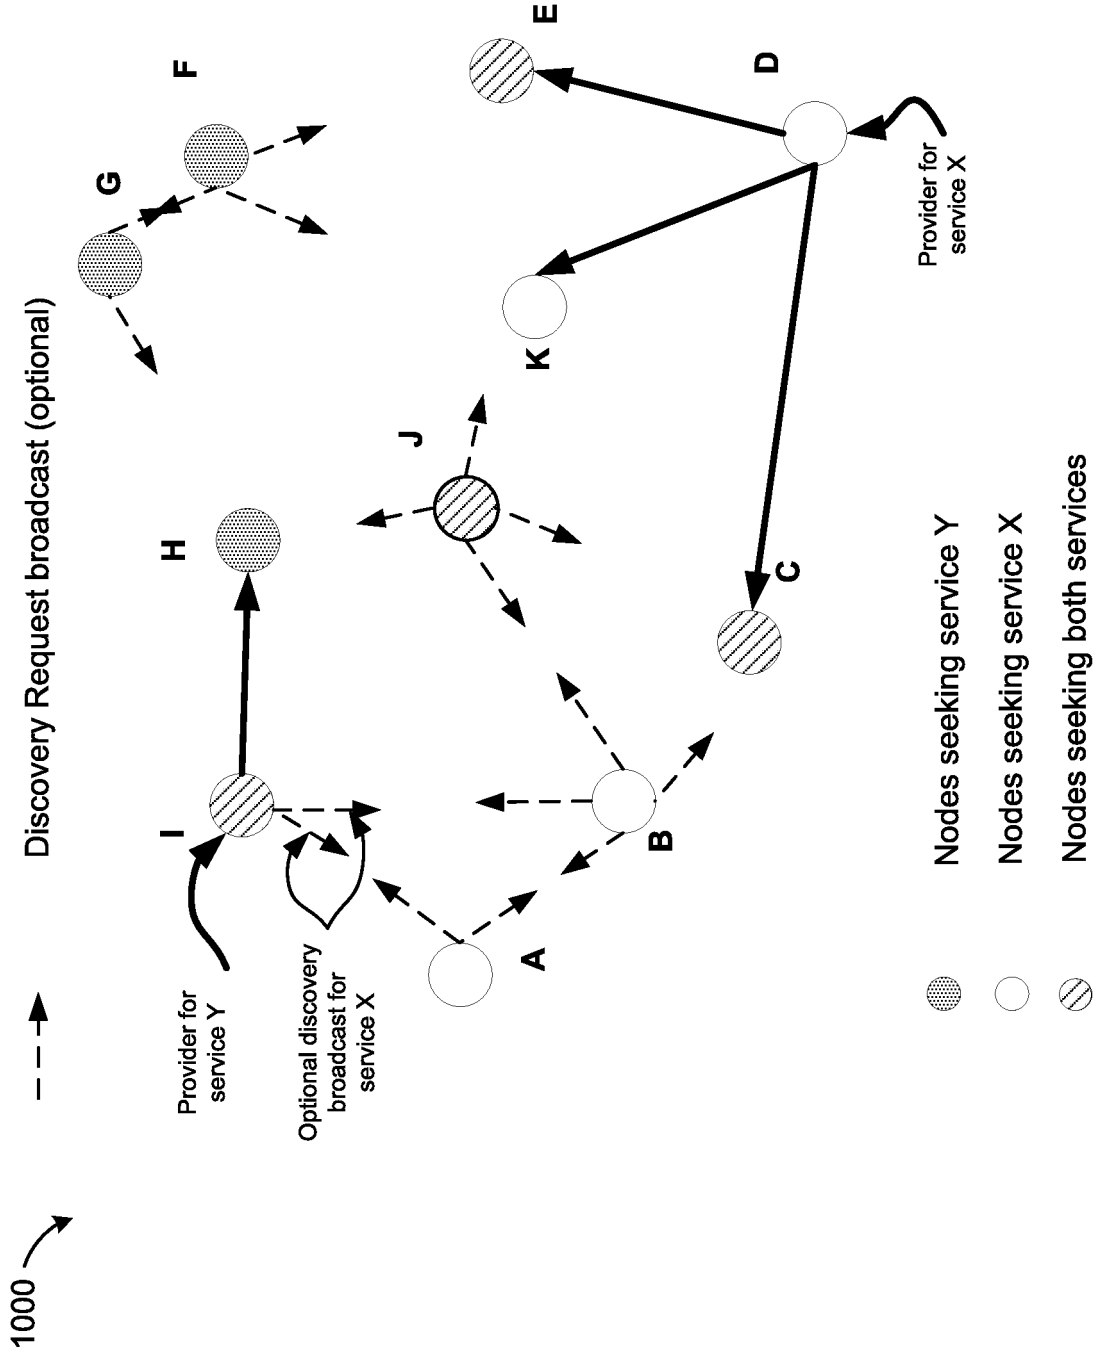 1000
Discovery Request broadcast (optional)
Provider for
service Y
I
H
G
F
Optional discovery
broadcast for
service X
A
B
J
K
E
C
D
Provider for
service X
Nodes seeking service Y
Nodes seeking service X
Nodes seeking both services